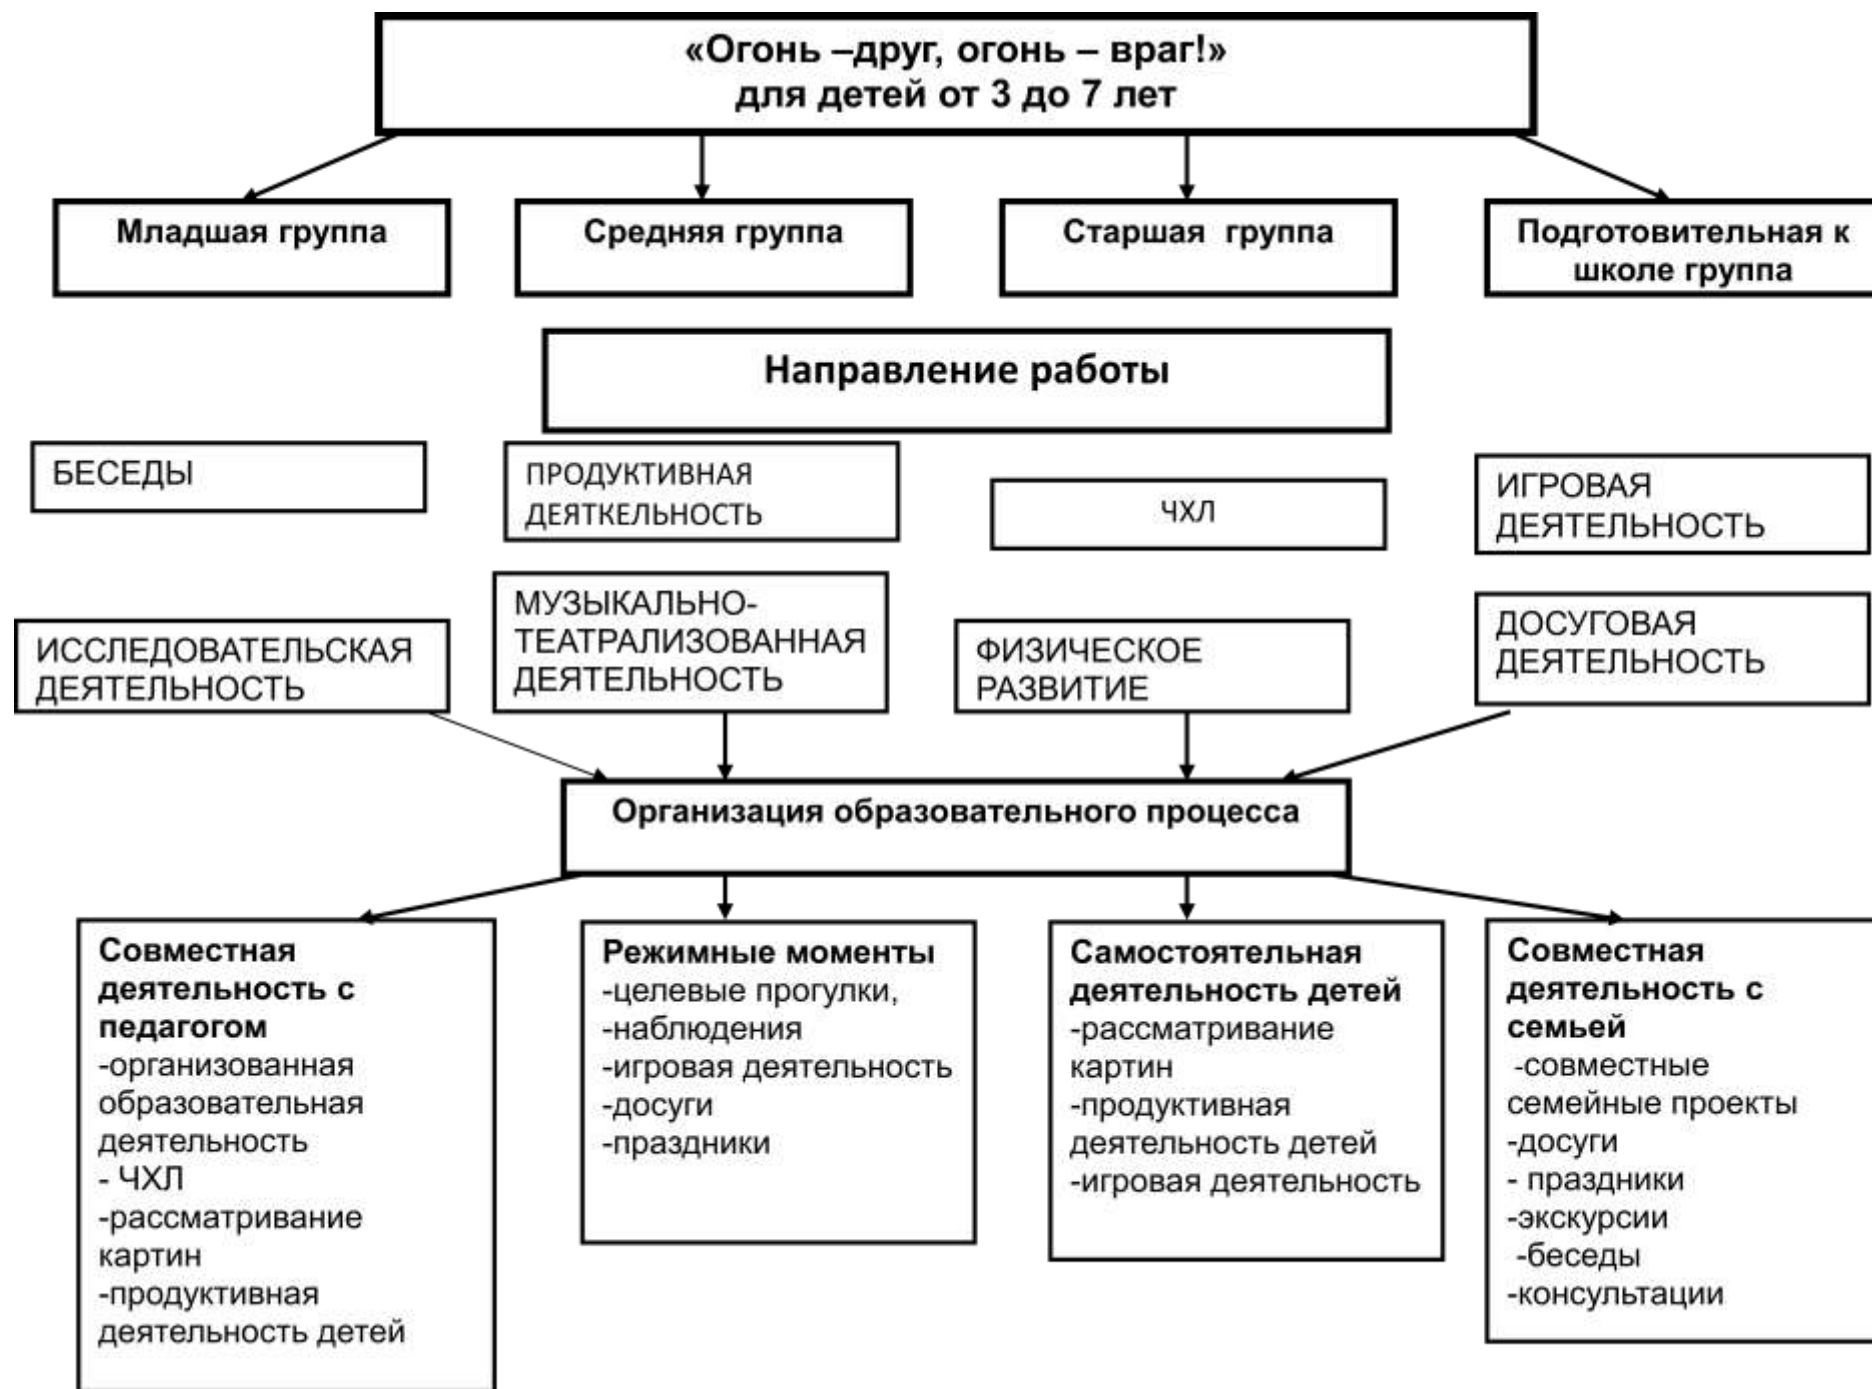 «Огонь –друг, огонь – враг!»
для детей от 3 до 7 лет
Младшая группа
Средняя группа
Старшая группа
Подготовительная к
школе группа
Направление работы
БЕСЕДЫ
ПРОДУКТИВНАЯ
ДЕЯТКЕЛЬНОСТЬ
ЧХЛ
ИГРОВАЯ
ДЕЯТЕЛЬНОСТЬ
ИССЛЕДОВАТЕЛЬСКАЯ
ДЕЯТЕЛЬНОСТЬ
МУЗЫКАЛЬНО-
ТЕАТРАЛИЗОВАННАЯ
ДЕЯТЕЛЬНОСТЬ
ФИЗИЧЕСКОЕ
РАЗВИТИЕ
ДОСУГОВАЯ
ДЕЯТЕЛЬНОСТЬ
Организация образовательного процесса
Совместная
деятельность с
педагогом
-организованная
образовательная
деятельность
- ЧХЛ
-рассматривание
картин
-продуктивная
деятельность детей
Режимные моменты
-целевые прогулки,
-наблюдения
-игровая деятельность
-досуги
-праздники
Самостоятельная
деятельность детей
-рассматривание
картин
-продуктивная
деятельность детей
-игровая деятельность
Совместная
деятельность с
семьей
-совместные
семейные проекты
-досуги
- праздники
-экскурсии
-беседы
-консультации